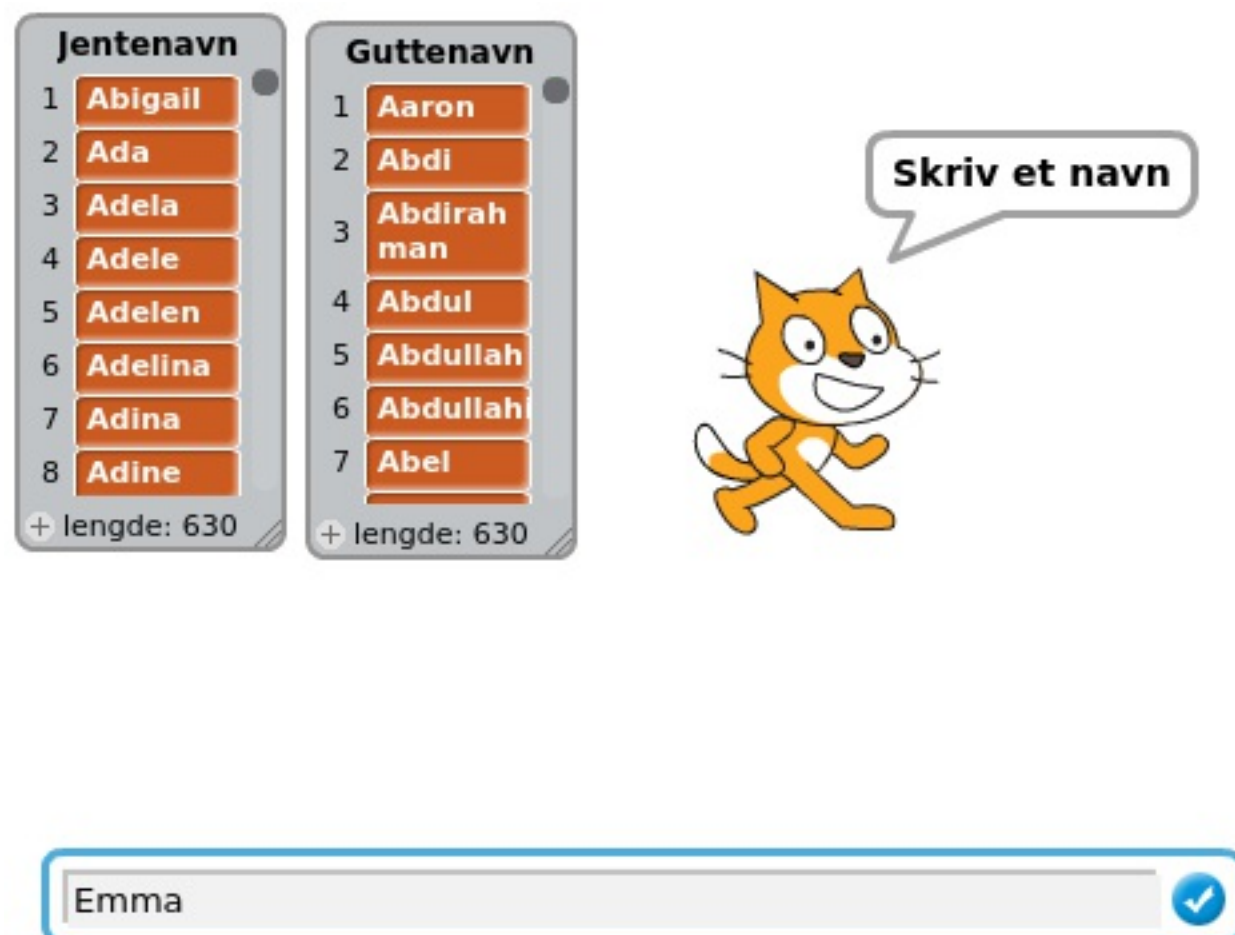 Jentenavn
1 Abigail
2 Ada
3 Adela
4 Adele
5 Adelen
6 Adelina
7 Adina
8 Adine
+ lengde: 630
Guttenavn
1 Aaron
2 Abdi
3 Abdirah
man
4 Abdul
5 Abdullah
6 Abdullahi
7 Abel
+ lengde: 630
Skriv et navn
Emma